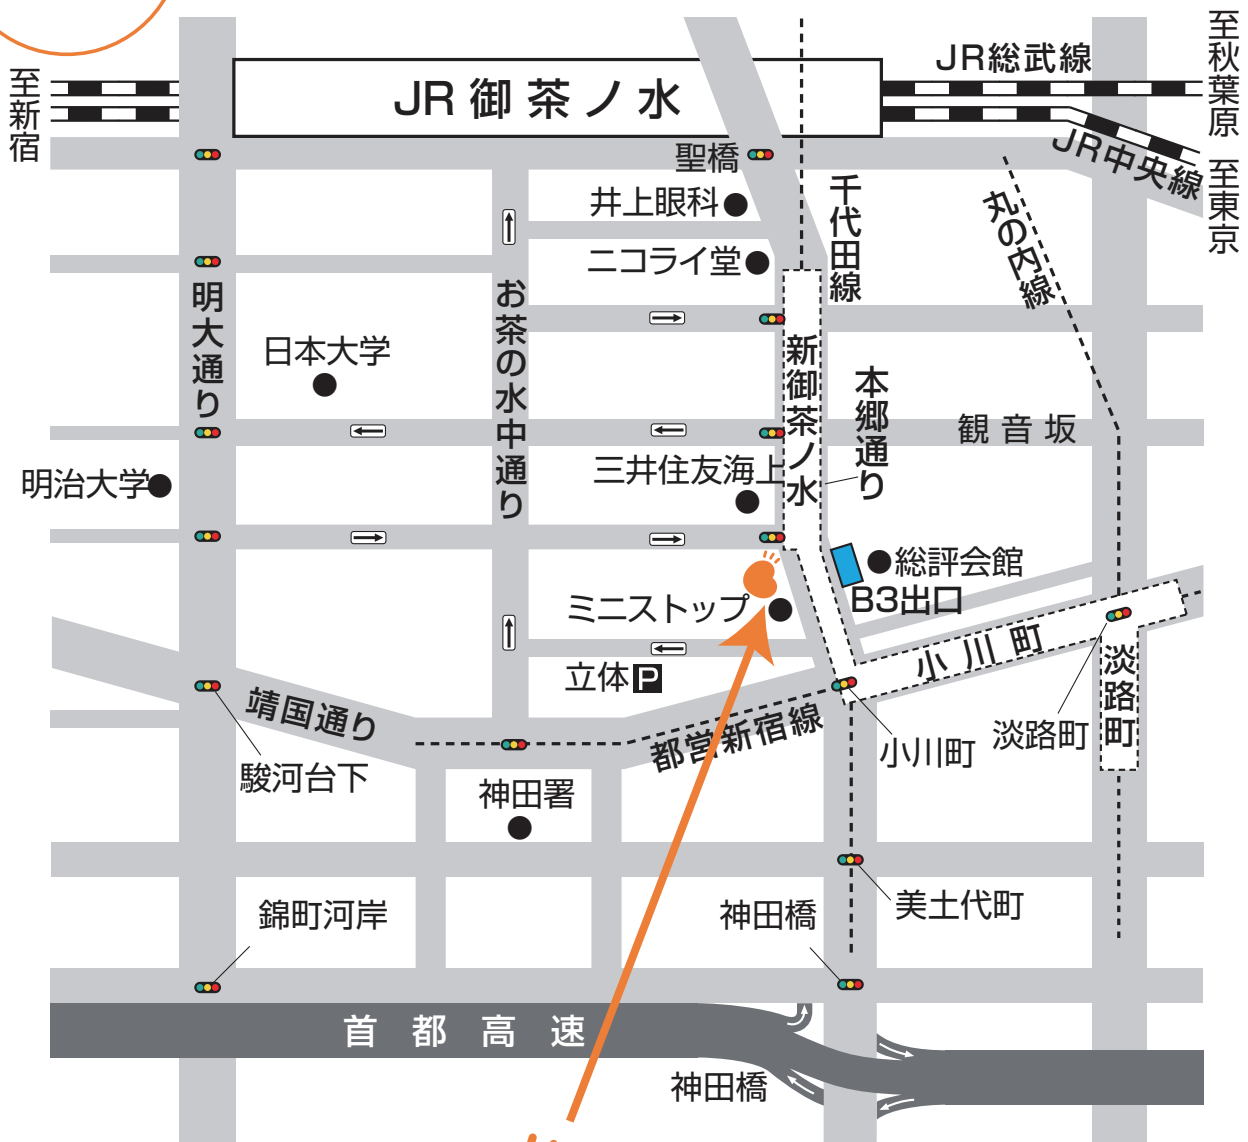 至新宿
JR 御茶ノ水
JR総武線
至秋葉原
JR中央線
至東京
聖橋
井上眼科
ニコライ堂
千代田線
丸の内線
明大通り
お茶の水中通り
日本大学
新御茶ノ水
本郷通り
観音坂
明治大学
三井住友海上
総評会館
B3出口
ミニストップ
立体P
小川町
淡路町
靖国通り
都営新宿線
小川町
淡路町
駿河台下
神田署
錦町河岸
神田橋
美土代町
首都高速
神田橋